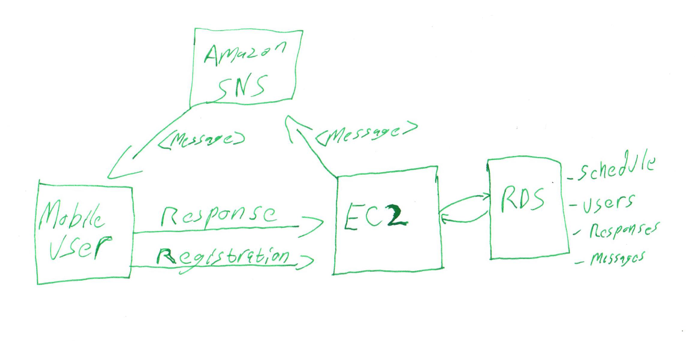 Amazon
SNS
<Message>
<Message>
Mobile
User
Response
Registration
EC2
RDS
- Schedule
- Users
- Responses
- Messages